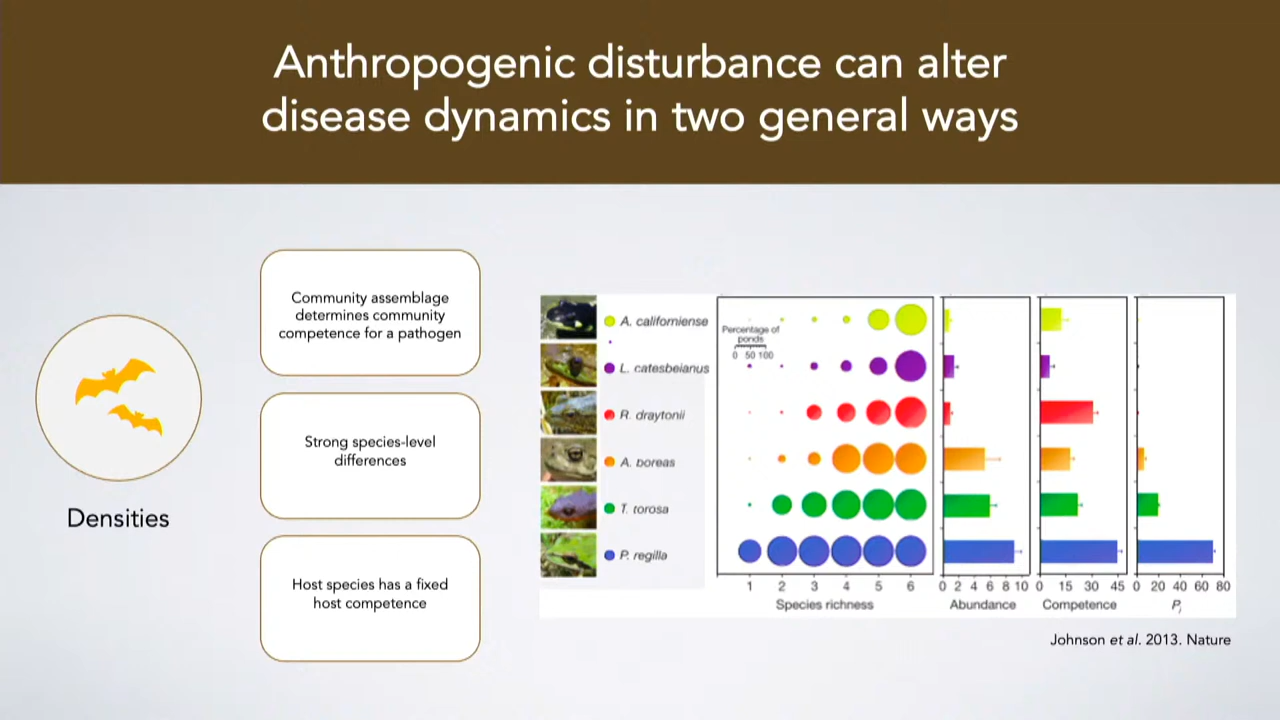 Anthropogenic disturbance can alter
disease dynamics in two general ways
Densities
Community assemblage
determines community
competence for a pathogen
Strong species-level
differences
Host species has a fixed
host competence
A. californiense
L. catesbeianus
R. draytonii
A. boreas
T. torosa
P. regilla
Percentage of
ponds
0 50 100
1 2 3 4 5 6
Species richness
0 2 4 6 8 10
Abundance
0 15 30 45
Competence
0 20 40 60 80
Pi
Johnson et al. 2013. Nature